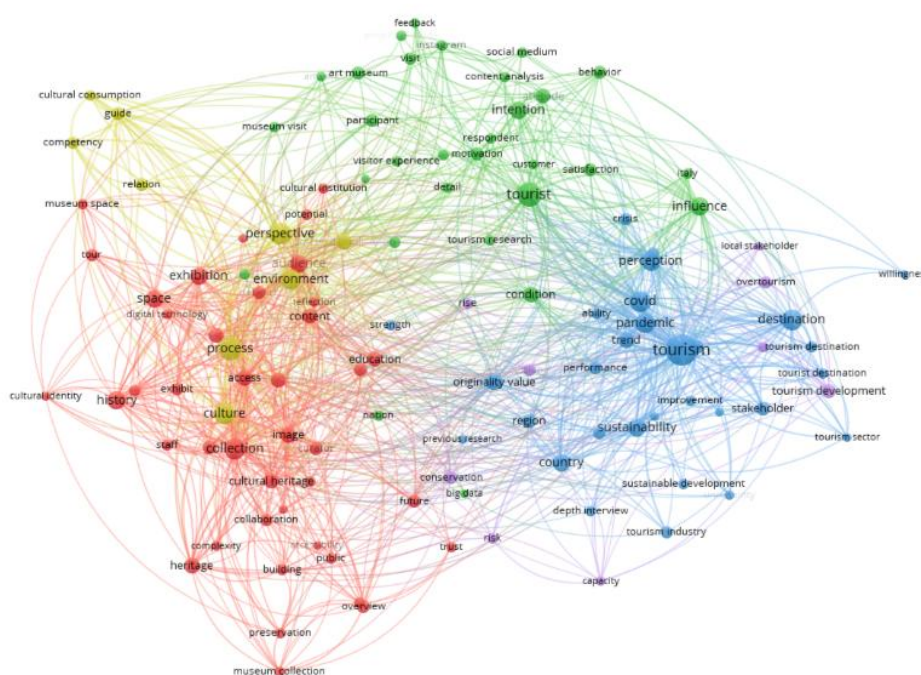 feedback
instagram
social medium
visit
art museum
content analysis
behavior
cultural consumption
guide
intention
participant
museum visit
competency
respondent
motivation
visitor experience
customer
satisfaction
relation
cultural institution
detail
tourist
italy
museum space
potential
influence
crisis
perspective
tourism research
local stakeholder
tour
audience
perception
exhibition
environment
willingness
overtourism
space
reflection
rise
condition
covid
digital technology
content
ability
strength
pandemic
destination
process
trend
tourism
tourism destination
education
performance
tourist destination
access
originality value
cultural identity
exhibit
tourism development
history
improvement
culture
nation
stakeholder
image
region
sustainability
staff
previous research
tourism sector
collection
curator
country
conservation
cultural heritage
sustainable development
big data
future
depth interview
collaboration
tourism industry
risk
complexity
accessibility
trust
public
heritage
building
capacity
overview
preservation
museum collection